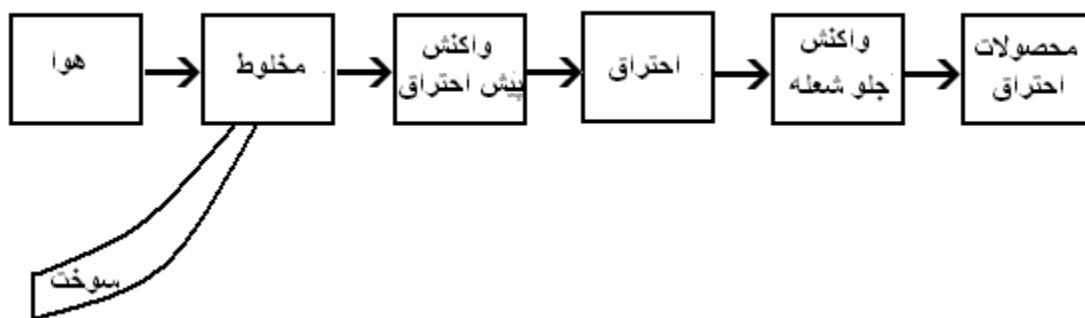 هوا
مخلوط
واکنش
پیش احتراق
احتراق
واکنش
جلو شعله
محصولات
احتراق
سوخت